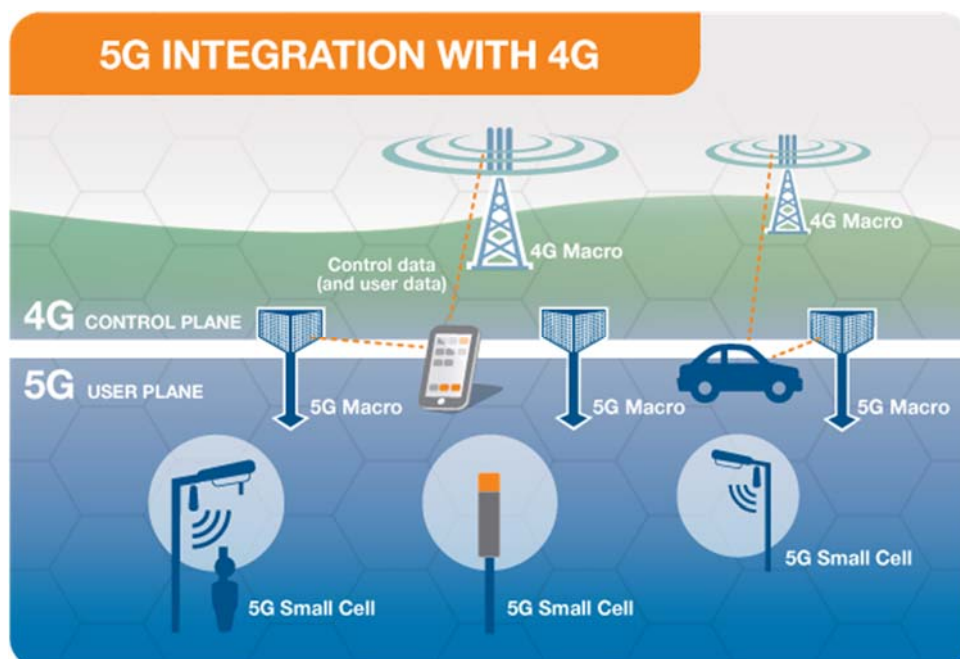 5G INTEGRATION WITH 4G
4G Macro
4G Macro
Control data
(and user data)
4G CONTROL PLANE
5G USER PLANE
5G Macro
5G Macro
5G Macro
5G Small Cell
5G Small Cell
5G Small Cell